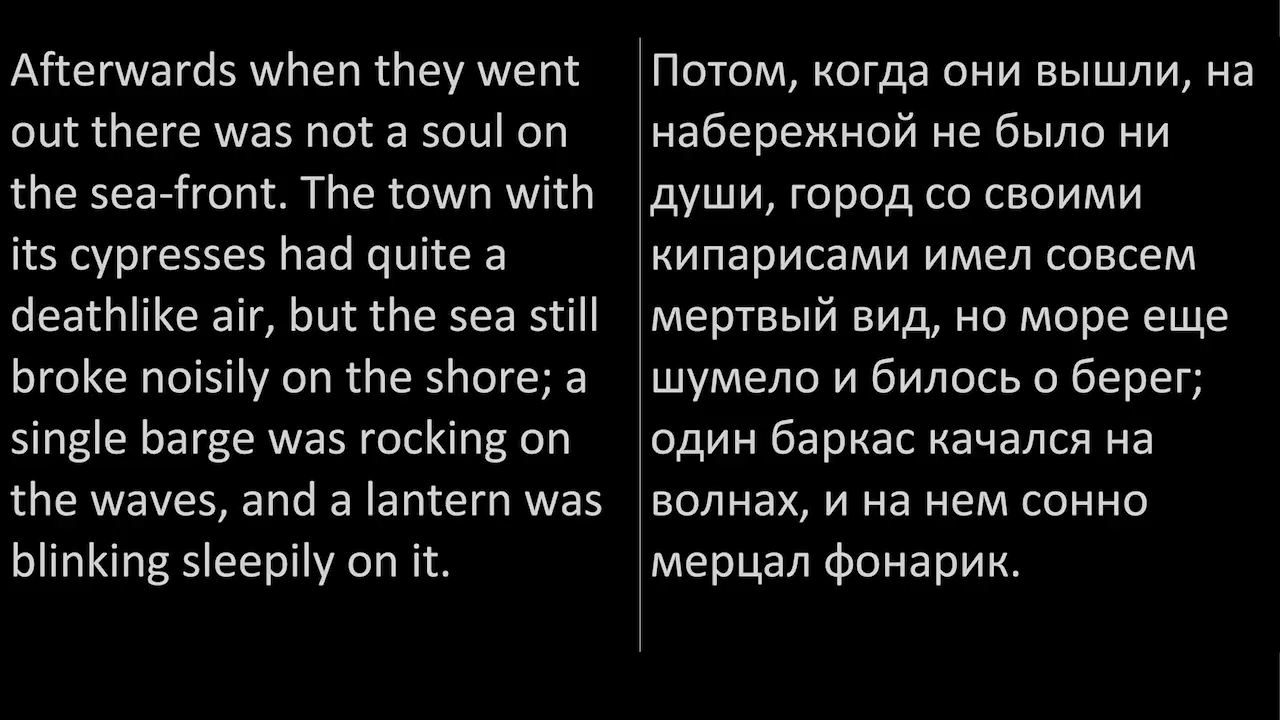 Afterwards when they went
out there was not a soul on
the sea-front. The town with
its cypresses had quite a
deathlike air, but the sea still
broke noisily on the shore; a
single barge was rocking on
the waves, and a lantern was
blinking sleepily on it.
Потом, когда они вышли, на
набережной не было ни
души, город со своими
кипарисами имел совсем
мертвый вид, но море еще
шумело и билось о берег;
один баркас качался на
волнах, и на нем сонно
мерцал фонарик.